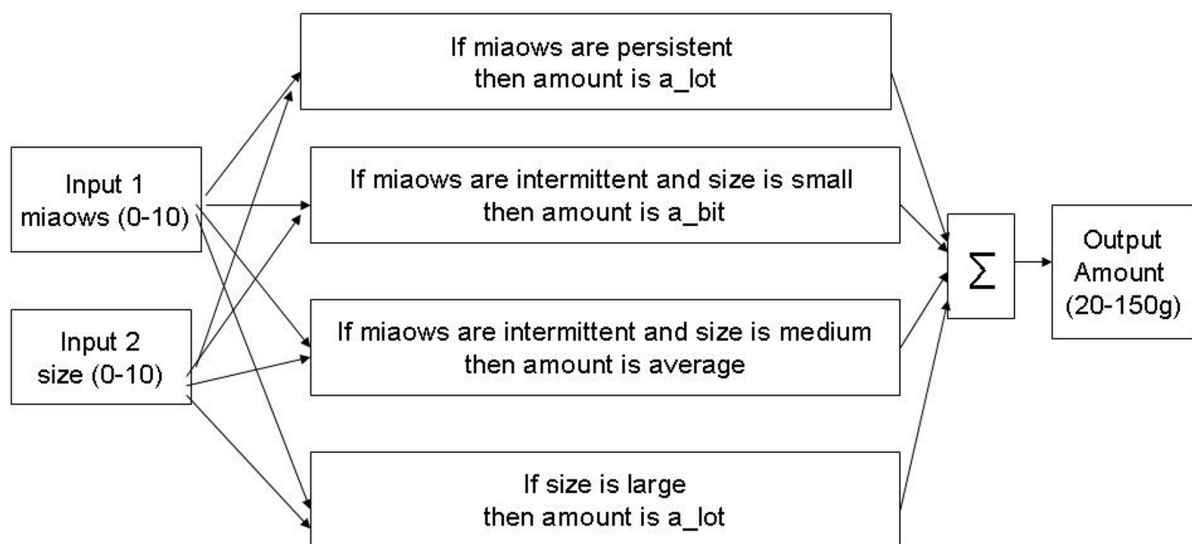 If miaows are persistent
then amount is a_lot
Input 1
miaows (0-10)
If miaows are intermittent and size is small
then amount is a_bit
Input 2
size (0-10)
If miaows are intermittent and size is medium
then amount is average
If size is large
then amount is a_lot
Σ
Output
Amount
(20-150g)